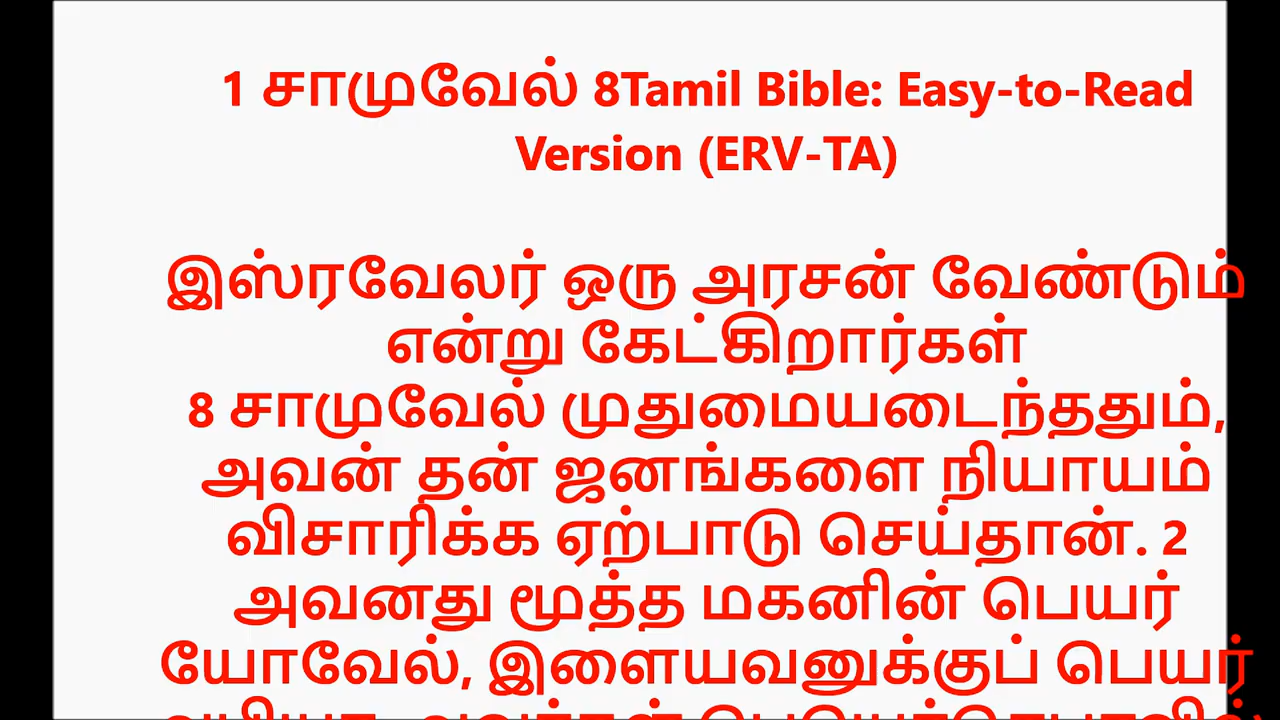 1 சாமுவேல் 8Tamil Bible: Easy-to-Read
Version (ERV-TA)
இஸ்ரவேலர் ஒரு அரசன் வேண்டும்
என்று கேட்கிறார்கள்
8 சாமுவேல் முதுமையடைந்ததும்,
அவன் தன் ஜனங்களை நியாயம்
விசாரிக்க ஏற்பாடு செய்தான். 2
அவனது மூத்த மகனின் பெயர்
யோவேல், இளையவனுக்குப் பெயர்